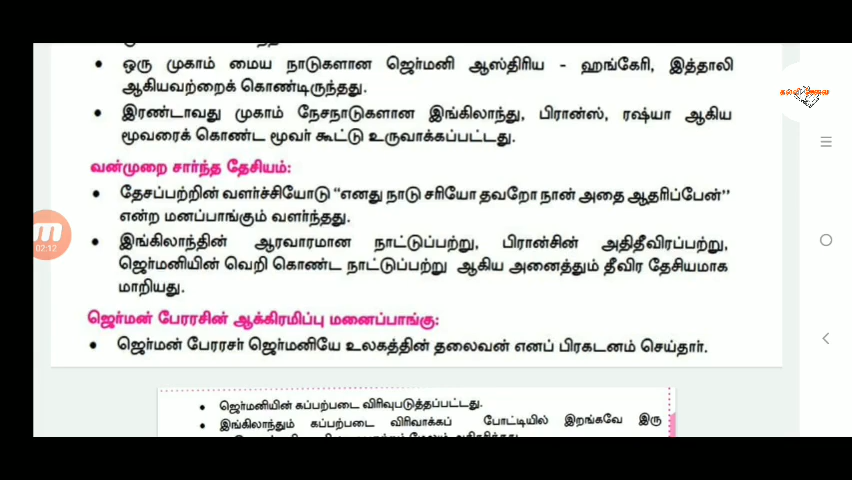 • ஒரு முகாம் மைய நாடுகளான ஜெர்மனி ஆஸ்திரிய - ஹங்கேரி, இத்தாலி
ஆகியவற்றைக் கொண்டிருந்தது.
• இரண்டாவது முகாம் நேசநாடுகளான இங்கிலாந்து, பிரான்ஸ், ரஷ்யா ஆகிய
மூவரைக் கொண்ட மூவர் கூட்டு உருவாக்கப்பட்டது.
வன்முறை சார்ந்த தேசியம்:
• தேசப்பற்றின் வளர்ச்சியோடு "எனது நாடு சரியோ தவறோ நான் அதை ஆதரிப்பேன்"
என்ற மனப்பாங்கும் வளர்ந்தது.
• இங்கிலாந்தின் ஆரவாரமான நாட்டுப்பற்று, பிரான்சின் அதிதீவிரப்பற்று,
ஜெர்மனியின் வெறி கொண்ட நாட்டுப்பற்று ஆகிய அனைத்தும் தீவிர தேசியமாக
மாறியது.
02:12
ஜெர்மன் பேரரசின் ஆக்கிரமிப்பு மனைப்பாங்கு:
• ஜெர்மன் பேரரசர் ஜெர்மனியே உலகத்தின் தலைவன் எனப் பிரகடனம் செய்தார்.
• ஜெர்மனியின் கப்பற்படை விரிவுபடுத்தப்பட்டது.
• இங்கிலாந்தும் கப்பற்படை விரிவாக்கப் போட்டியில் இறங்கவே இரு